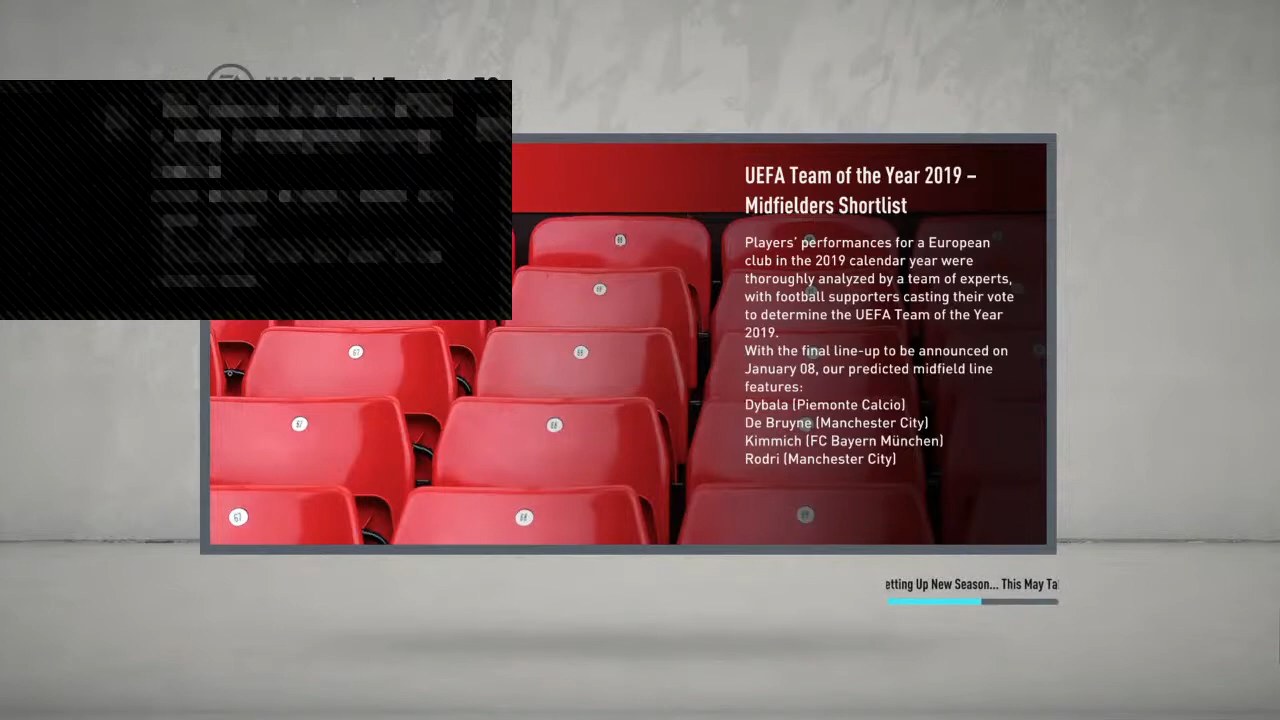 UEFA Team of the Year 2019 –
Midfielders Shortlist
Players' performances for a European
club in the 2019 calendar year were
thoroughly analyzed by a team of experts,
with football supporters casting their vote
to determine the UEFA Team of the Year
2019.
With the final line-up to be announced on
January 08, our predicted midfield line
features:
Dybala (Piemonte Calcio)
De Bruyne (Manchester City)
Kimmich (FC Bayern München)
Rodri (Manchester City)
etting Up New Season... This May Ta